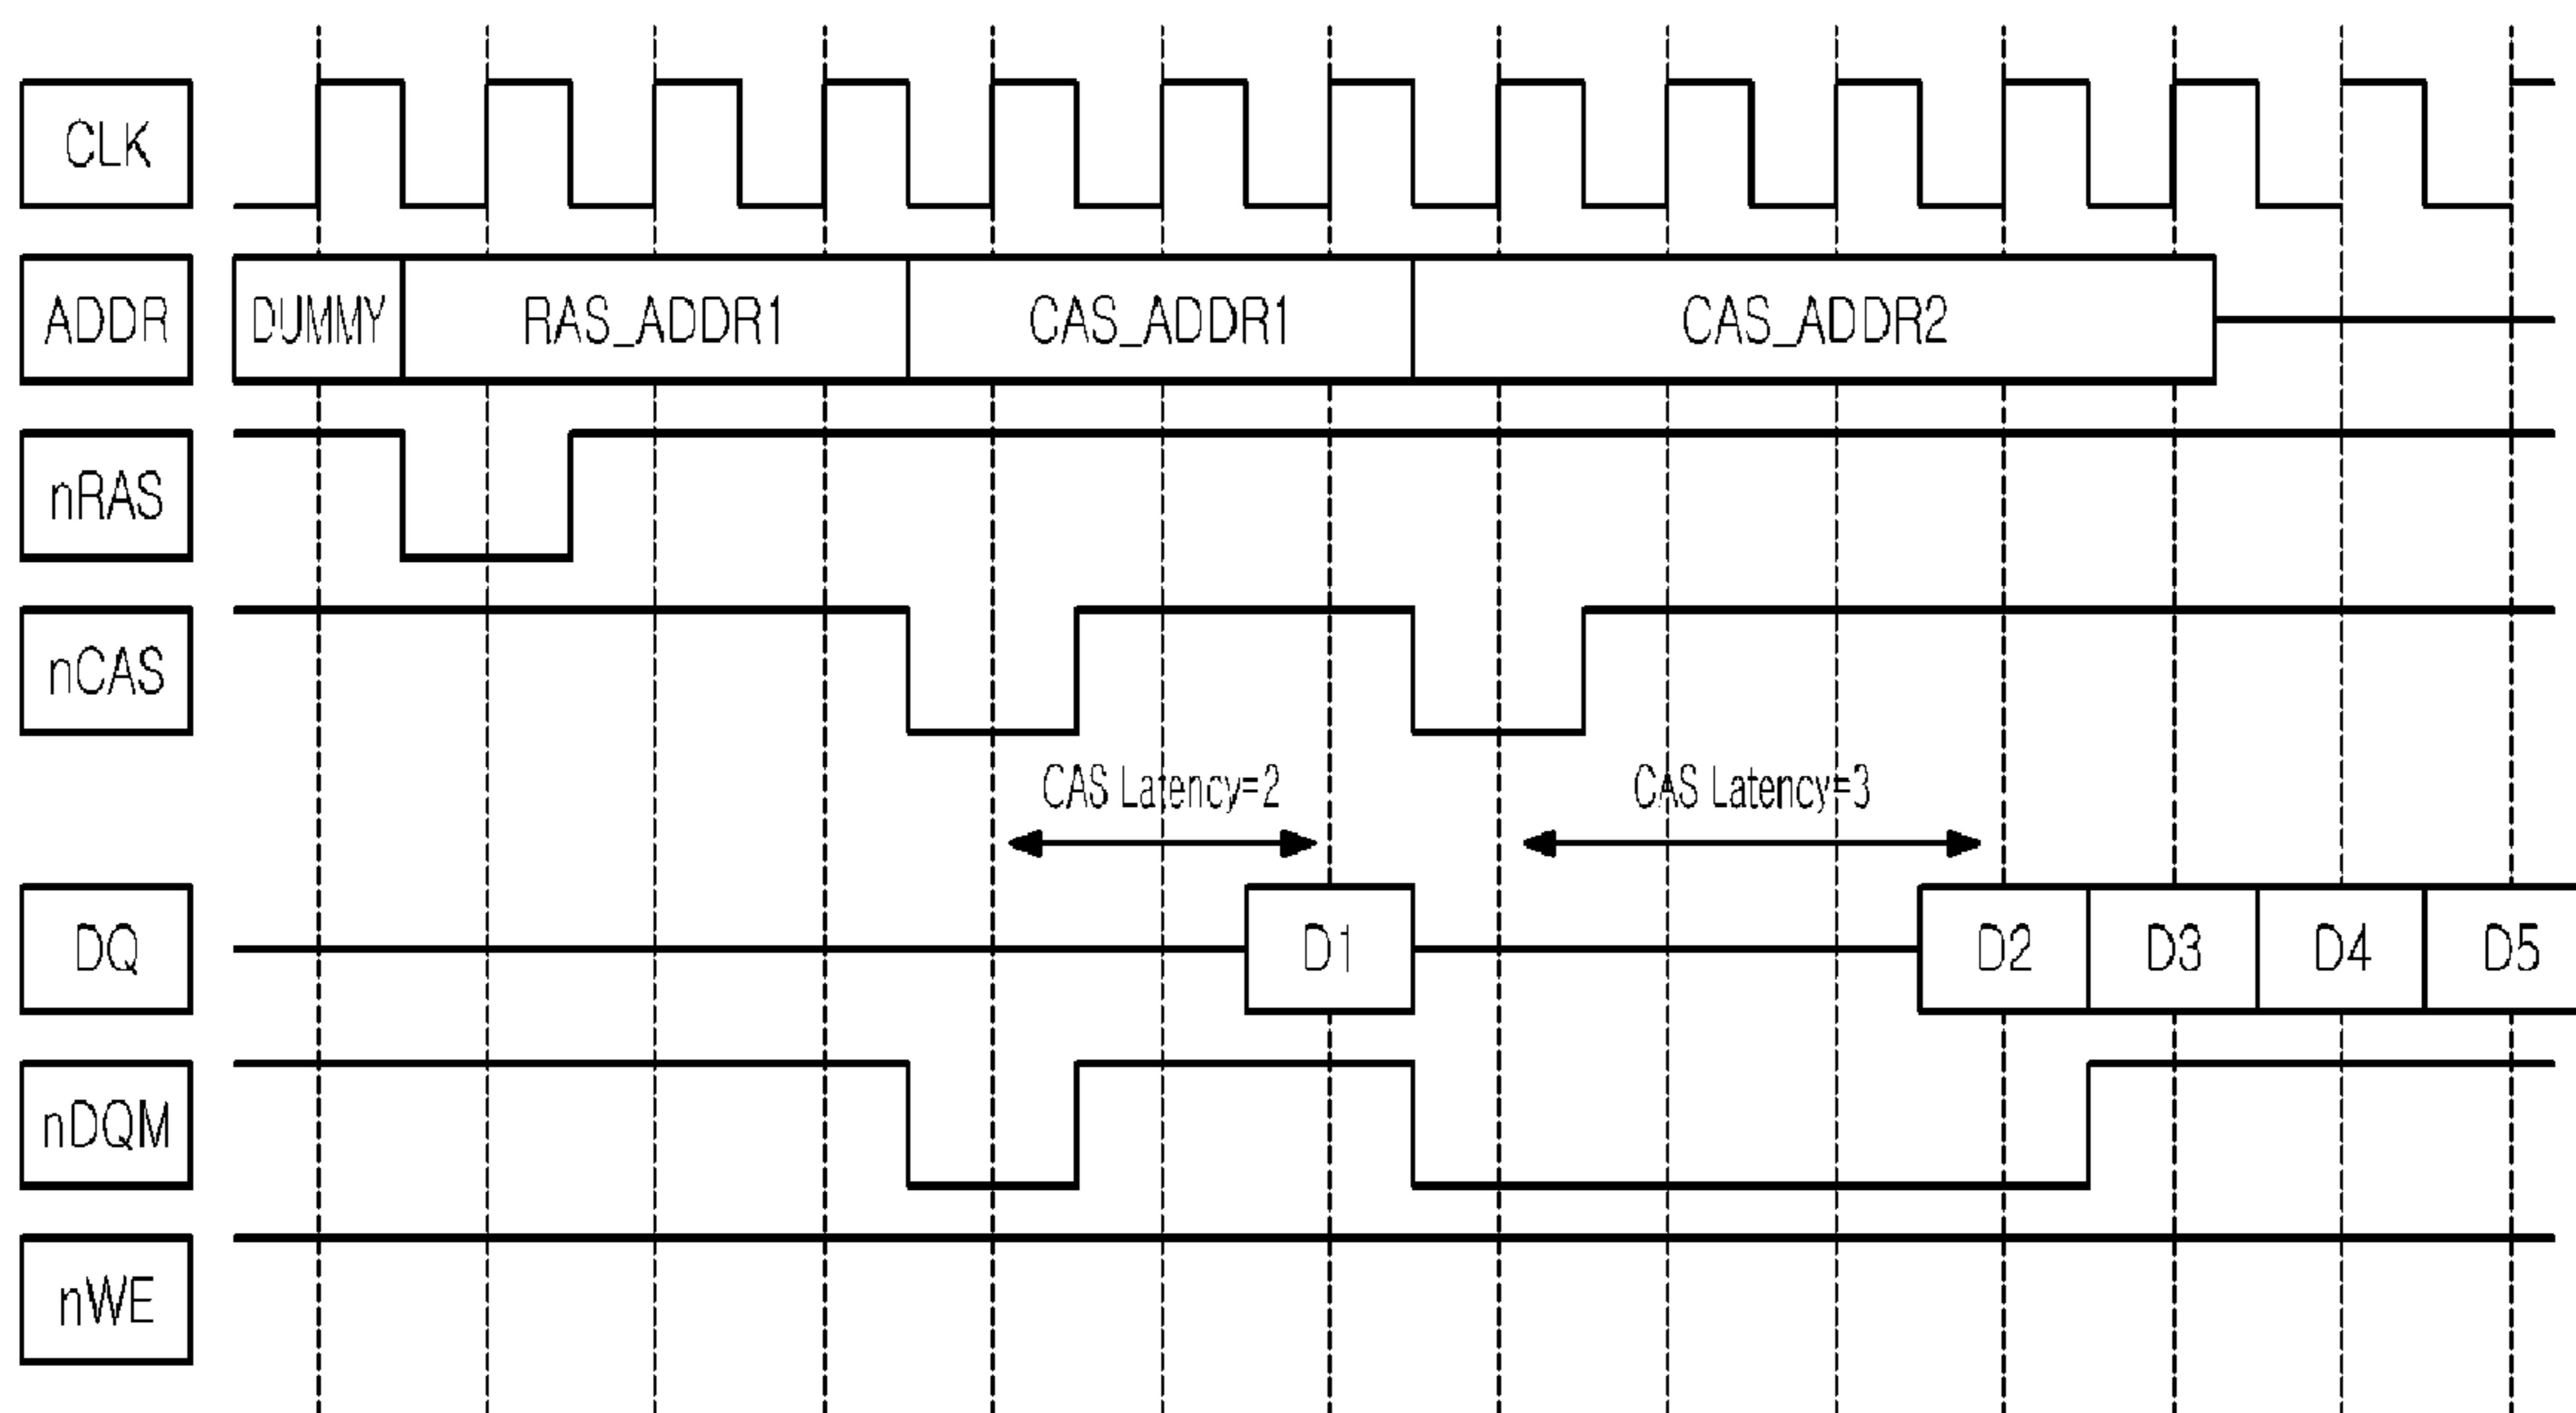 CLK
ADDR
DUMMY
RAS_ADDR1
CAS_ADDR1
CAS_ADDR2
nRAS
nCAS
CAS Latency=2
CAS Latency=3
DQ
D1
D2
D3
D4
D5
nDQM
nWE